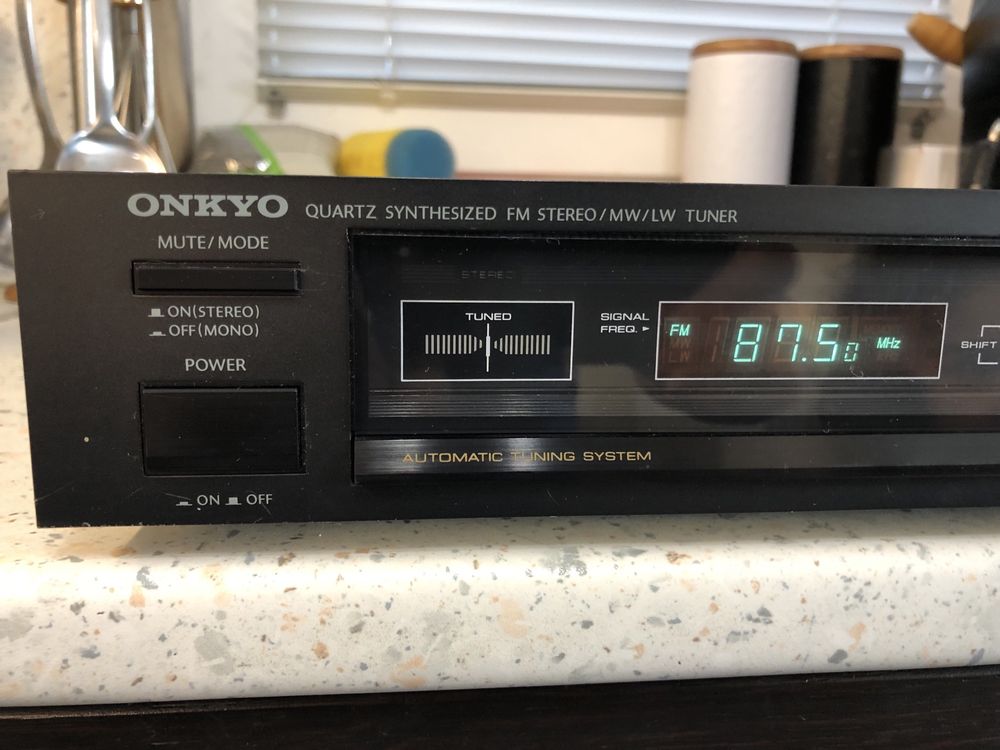 ONKYO QUARTZ SYNTHESIZED FM STEREO/MW/LW TUNER
MUTE/MODE
ON(STEREO)
OFF(MONO)
POWER
ON OFF
STEREO
TUNED
SIGNAL
FREQ. ►
FM 87.50 MHz
MW
LW
SHIFT
AUTOMATIC TUNING SYSTEM